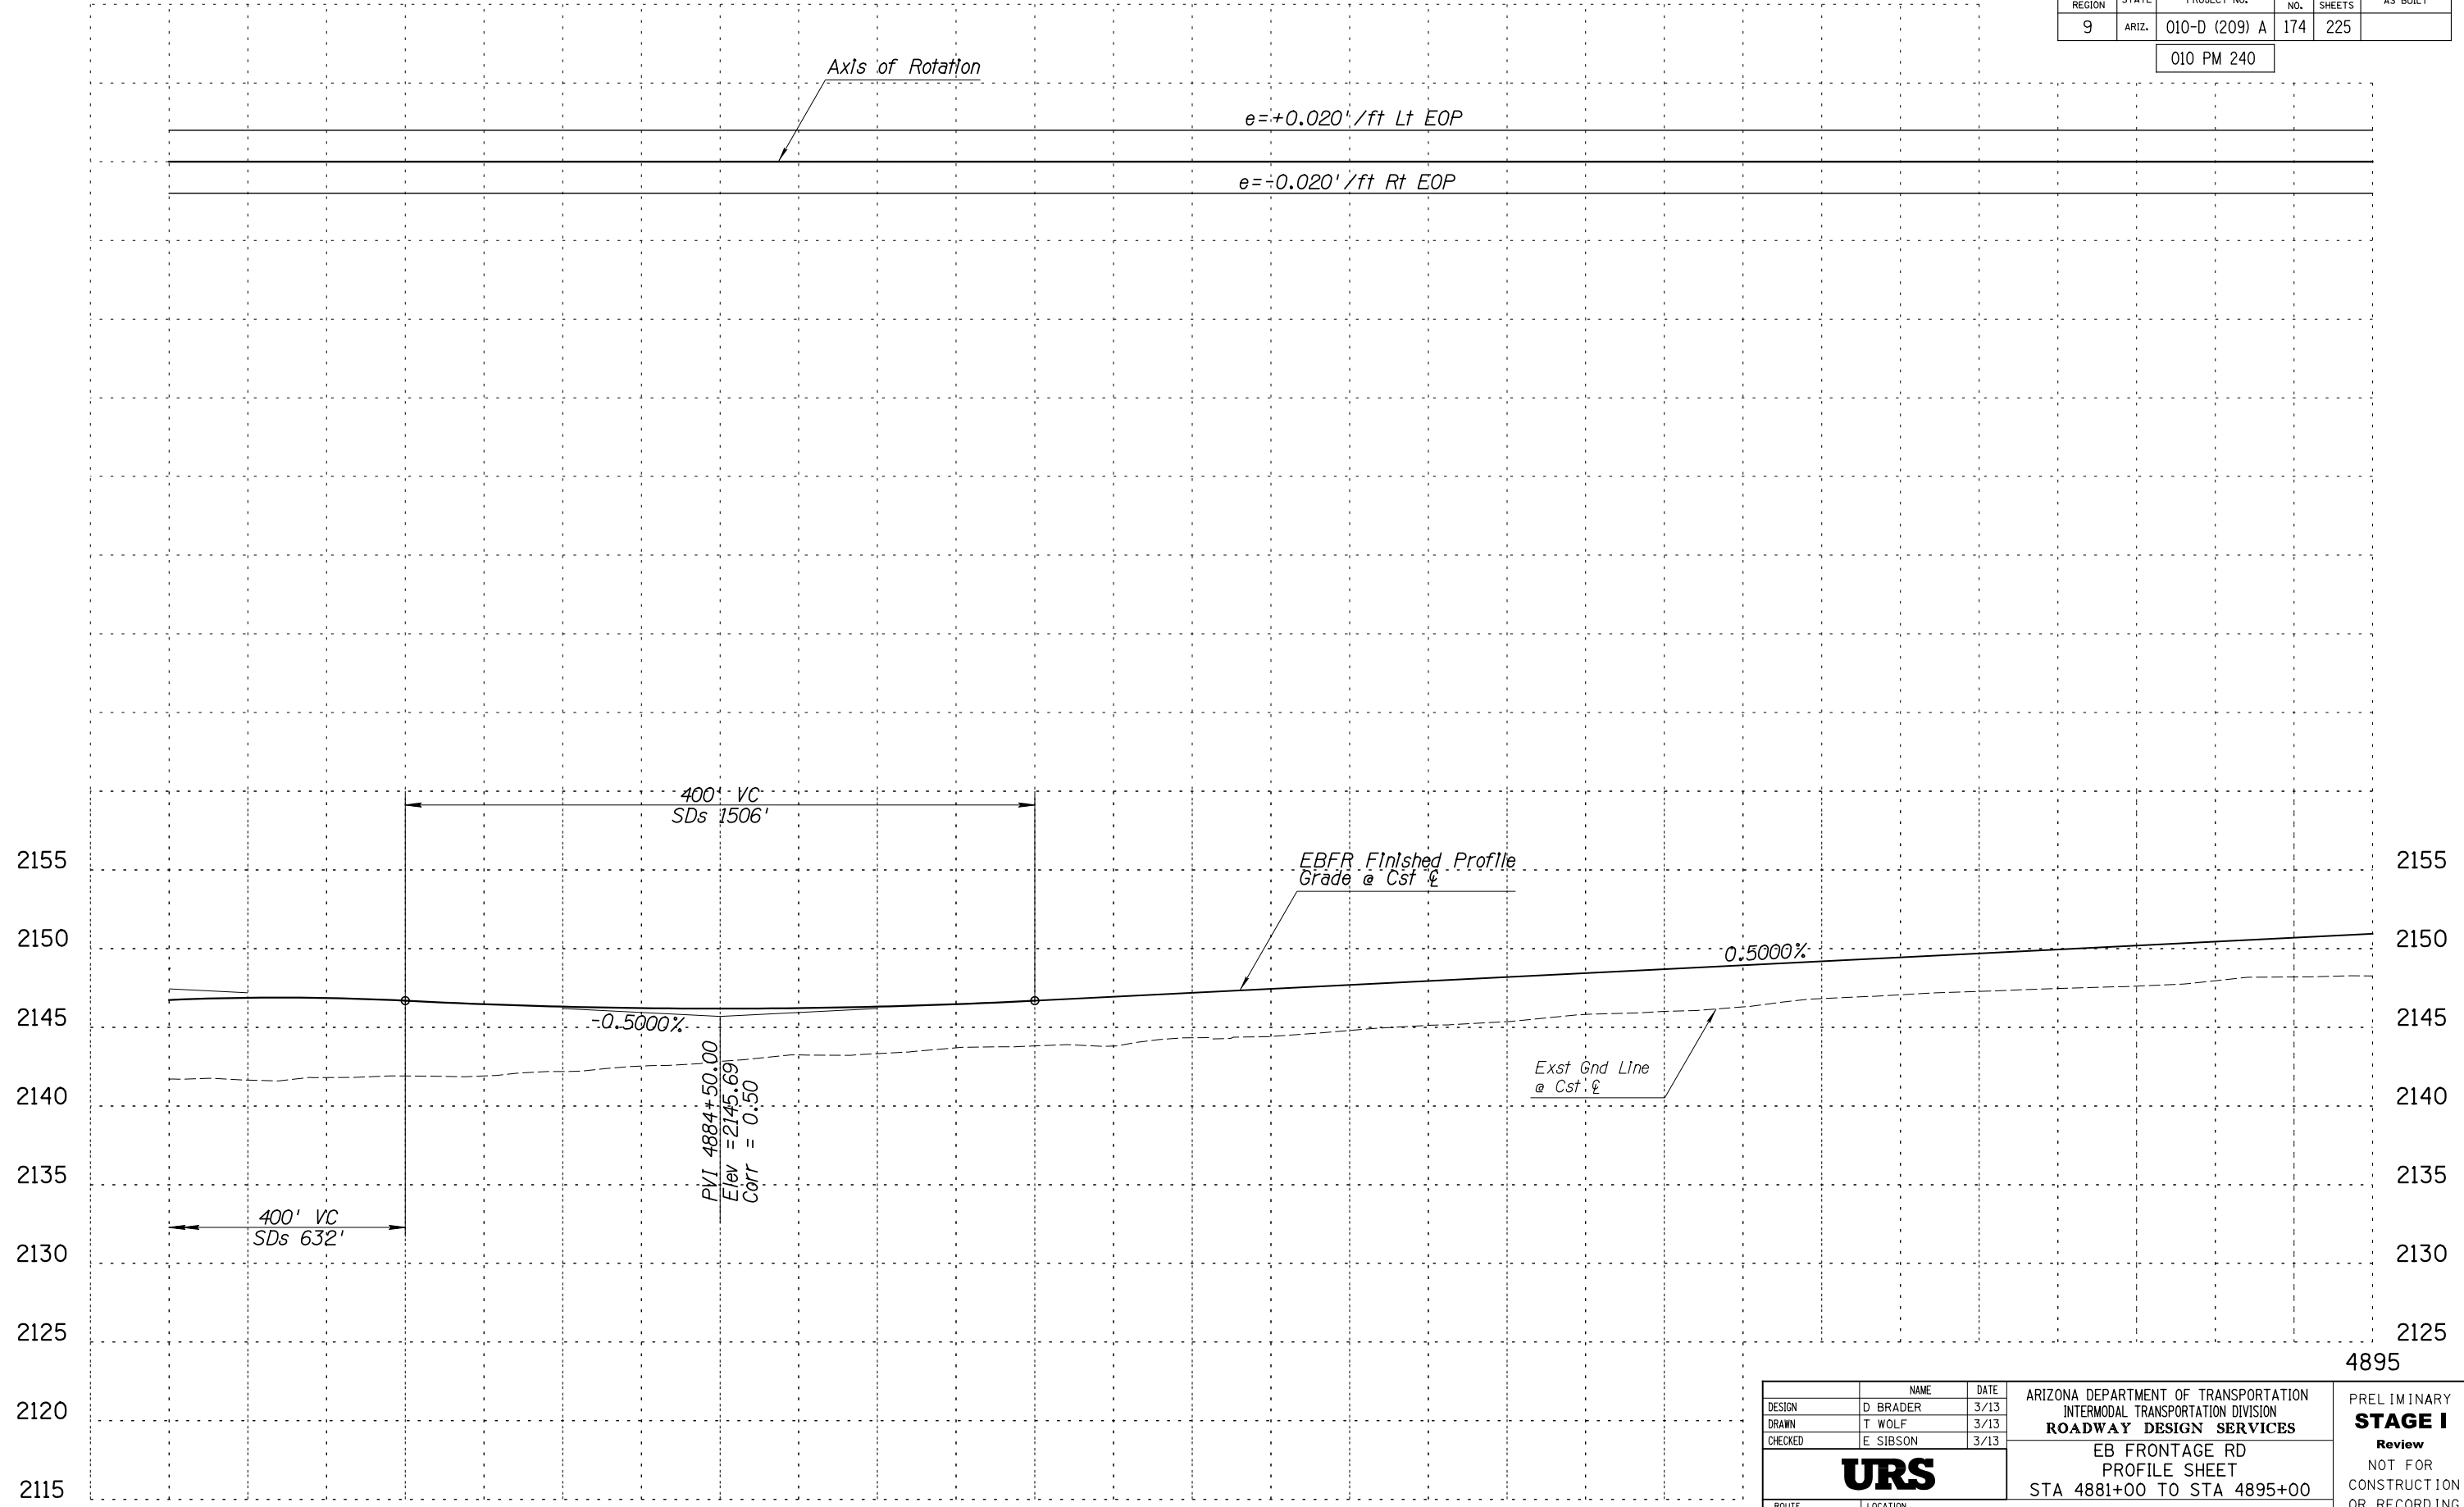 REGION STATE PROJECT NO. NO. SHEETS AS BUILT
9 ARIZ. 010-D (209) A 174 225
010 PM 240
Axis of Rotation
e=+0.020'/ft Lt EOP
e=-0.020'/ft Rt EOP
400' VC
SDs 1506'
2155
EBFR Finished Profile
Grade @ Cst ℄
2155
2150
0.5000%
2150
2145
-0.5000%
2145
PVI 4884+50.00
Elev =2145.69
Corr = 0.50
Exst Gnd Line
@ Cst ℄
2140
2140
2135
2135
400' VC
SDs 632'
2130
2130
2125
2125
4895
2120
2115
NAME DATE
DESIGN D BRADER 3/13
DRAWN T WOLF 3/13
CHECKED E SIBSON 3/13
URS
ROUTE LOCATION
ARIZONA DEPARTMENT OF TRANSPORTATION
INTERMODAL TRANSPORTATION DIVISION
ROADWAY DESIGN SERVICES
EB FRONTAGE RD
PROFILE SHEET
STA 4881+00 TO STA 4895+00
PRELIMINARY
STAGE I
Review
NOT FOR
CONSTRUCTION
OR RECORDING